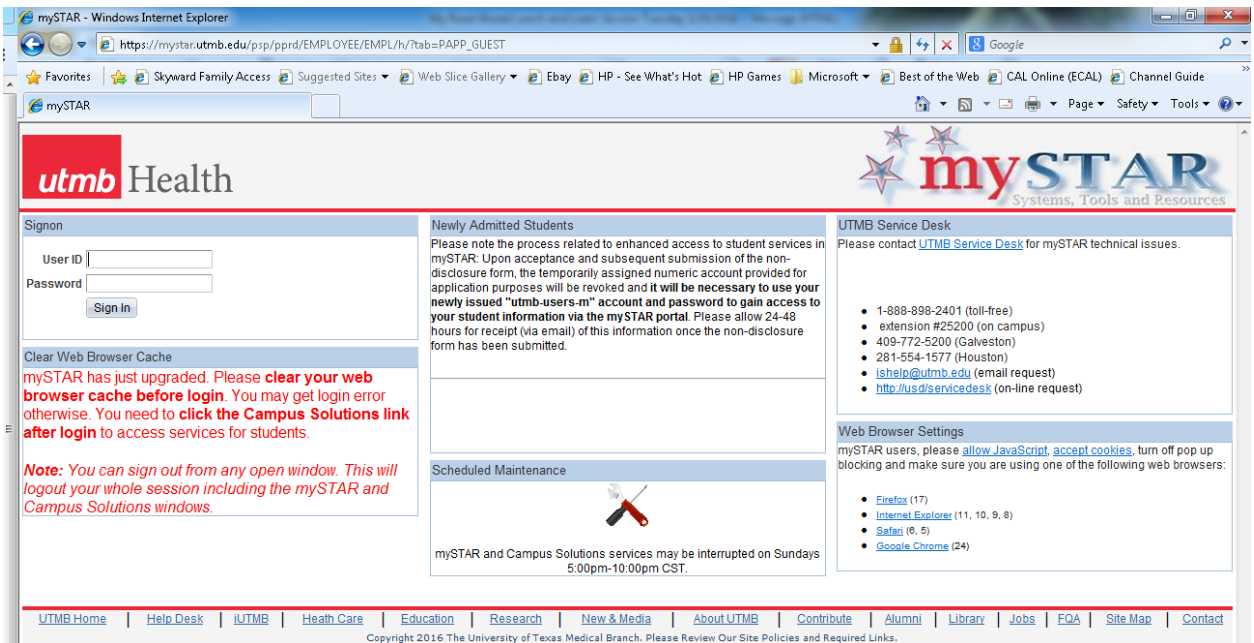 mySTAR - Windows Internet Explorer
https://mystar.utmb.edu/psp/pprd/EMPLOYEE/EMPL/h/?tab=PAPP_GUEST
Google
Favorites
Skyward Family Access
Suggested Sites
Web Slice Gallery
Ebay
HP - See What's Hot
HP Games
Microsoft
Best of the Web
CAL Online (ECAL)
Channel Guide
mySTAR
Page
Safety
Tools
utmb Health
mySTAR
Systems, Tools and Resources
Signon
User ID
Password
Sign In
Clear Web Browser Cache
mySTAR has just upgraded. Please clear your web
browser cache before login. You may get login error
otherwise. You need to click the Campus Solutions link
after login to access services for students.
Note: You can sign out from any open window. This will
logout your whole session including the mySTAR and
Campus Solutions windows.
Newly Admitted Students
Please note the process related to enhanced access to student services in
mySTAR: Upon acceptance and subsequent submission of the non-
disclosure form, the temporarily assigned numeric account provided for
application purposes will be revoked and it will be necessary to use your
newly issued "utmb-users-m" account and password to gain access to
your student information via the mySTAR portal. Please allow 24-48
hours for receipt (via email) of this information once the non-disclosure
form has been submitted.
Scheduled Maintenance
mySTAR and Campus Solutions services may be interrupted on Sundays
5:00pm-10:00pm CST.
UTMB Service Desk
Please contact UTMB Service Desk for mySTAR technical issues.
1-888-898-2401 (toll-free)
extension #25200 (on campus)
409-772-5200 (Galveston)
281-554-1577 (Houston)
ishelp@utmb.edu (email request)
http://usd/servicedesk (on-line request)
Web Browser Settings
mySTAR users, please allow JavaScript, accept cookies, turn off pop up
blocking and make sure you are using one of the following web browsers:
Firefox (17)
Internet Explorer (11, 10, 9, 8)
Safari (6, 5)
Google Chrome (24)
UTMB Home | Help Desk | iUTMB | Heath Care | Education | Research | New & Media | About UTMB | Contribute | Alumni | Library | Jobs | FQA | Site Map | Contact
Copyright 2016 The University of Texas Medical Branch. Please Review Our Site Policies and Required Links.